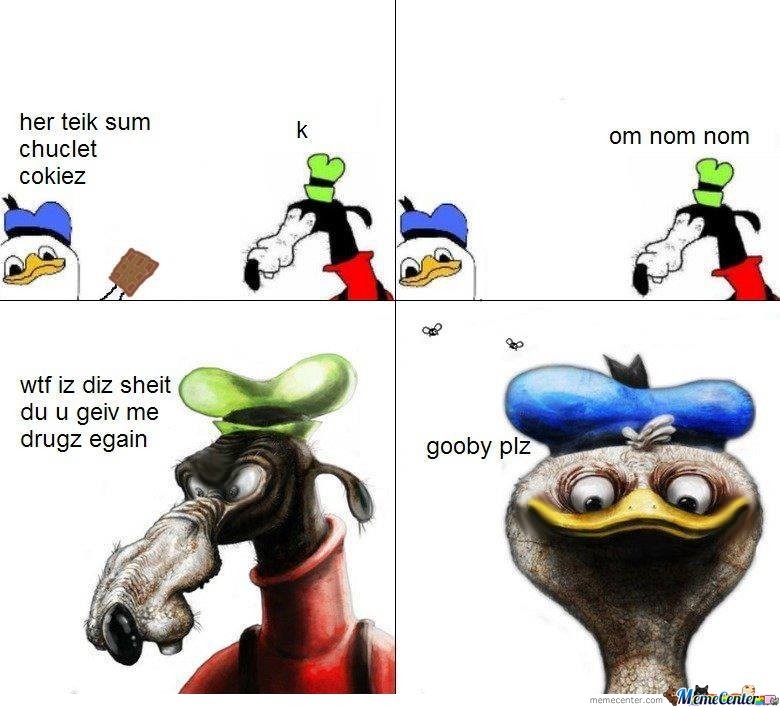 her teik sum
chuclet
cokiez
k
om nom nom
wtf iz diz sheit
du u geiv me
drugz egain
gooby plz
memecenter.com
MemeCenter